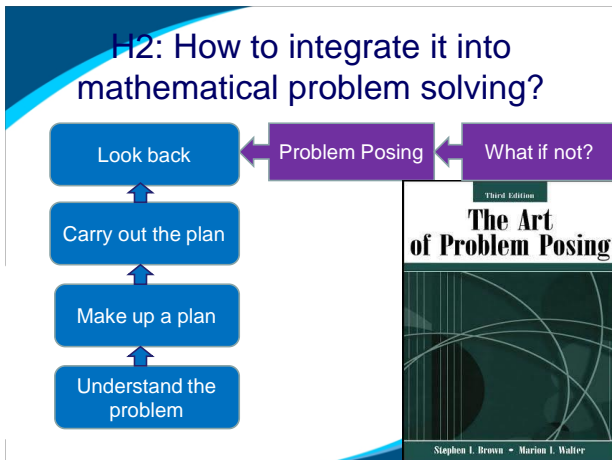 H2: How to integrate it into
mathematical problem solving?
Look back
Problem Posing
What if not?
Carry out the plan
Make up a plan
Understand the
problem
Third Edition
The Art
of Problem Posing
Stephen I. Brown • Marion I. Walter